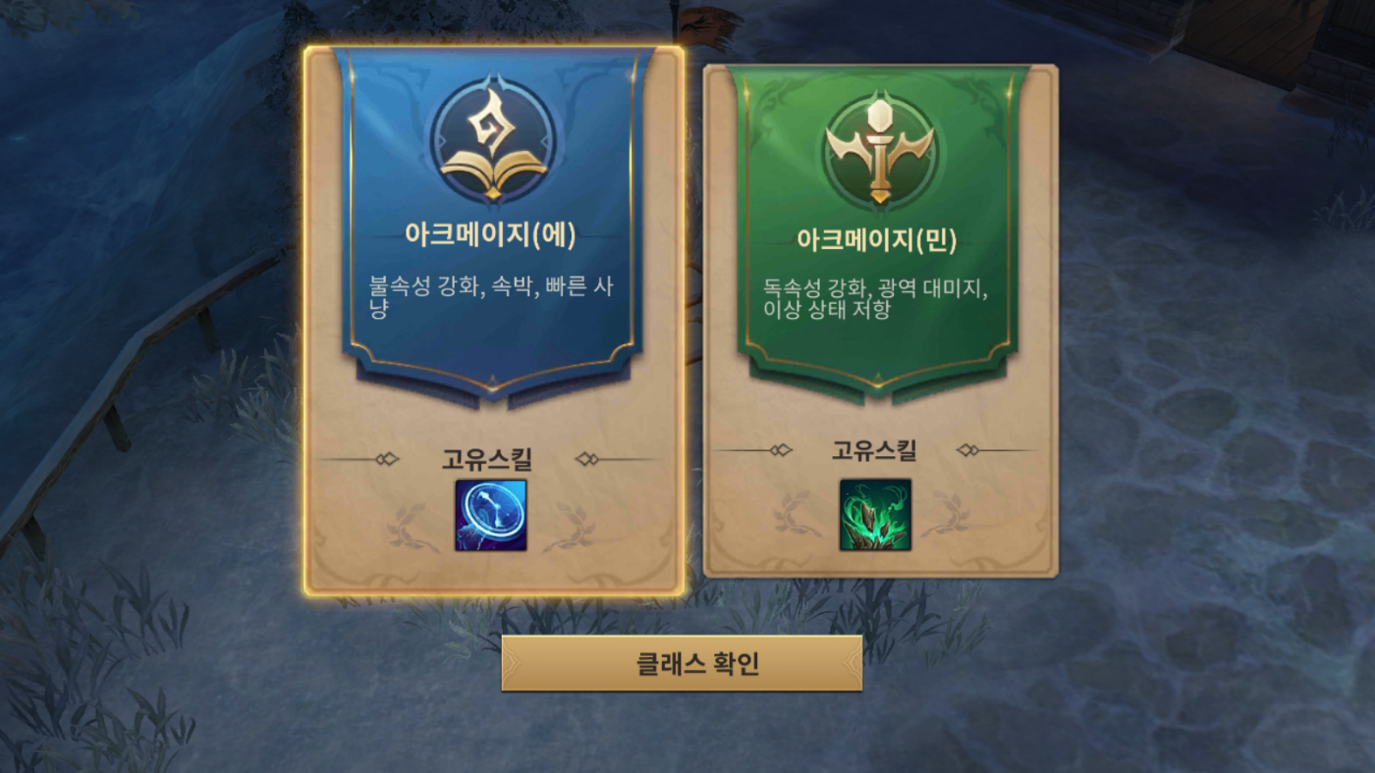 아크메이지(에)
불속성 강화, 속박, 빠른 사
냥
고유스킬
아크메이지(민)
독속성 강화, 광역 대미지,
이상 상태 저항
고유스킬
클래스 확인